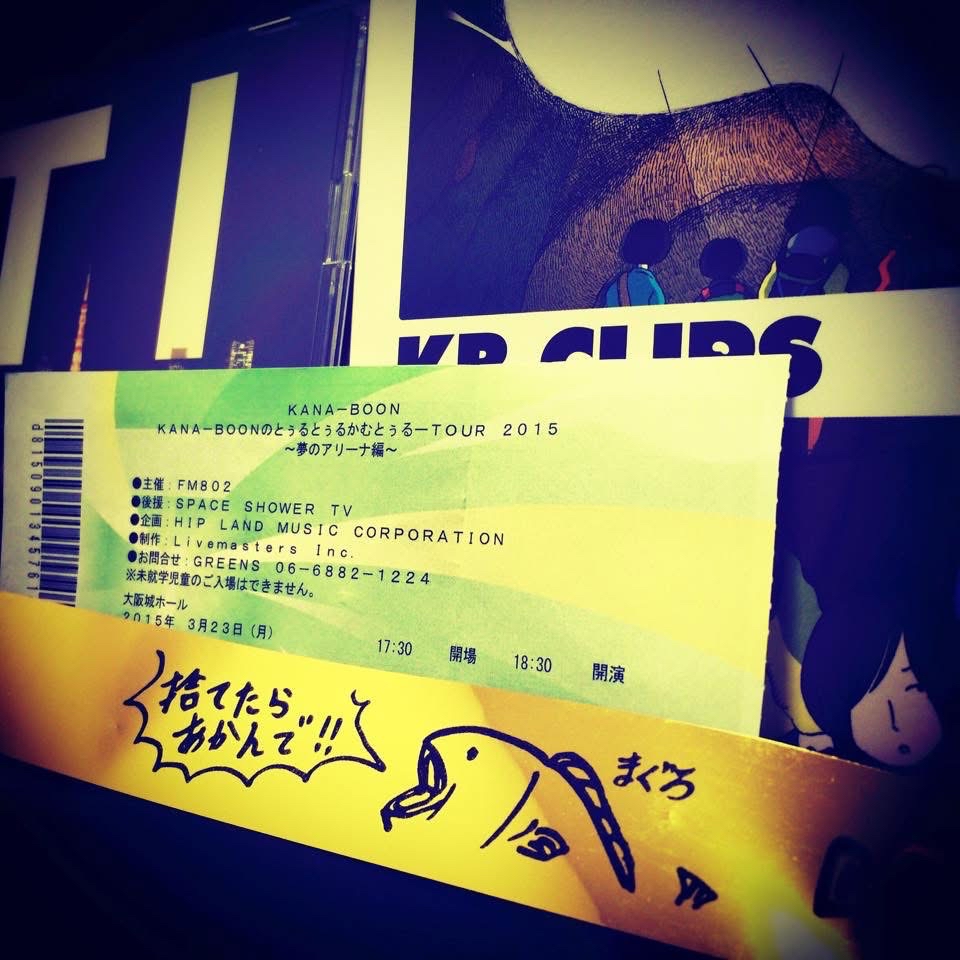 TI
KB CLIPS
KANA-BOON
KANA-BOONのとぅるとぅるかむとぅるーTOUR 2015
～夢のアリーナ編～
●主催：FM802
●後援：SPACE SHOWER TV
●企画：HIP LAND MUSIC CORPORATION
●制作：Livemasters Inc.
●お問合せ：GREENS 06-6882-1224
※未就学児童のご入場はできません。
大阪城ホール
2015年 3月23日（月）
17:30 開場 18:30 開演
d8150901345761
捨てたら
あかんで!!
まぐろ